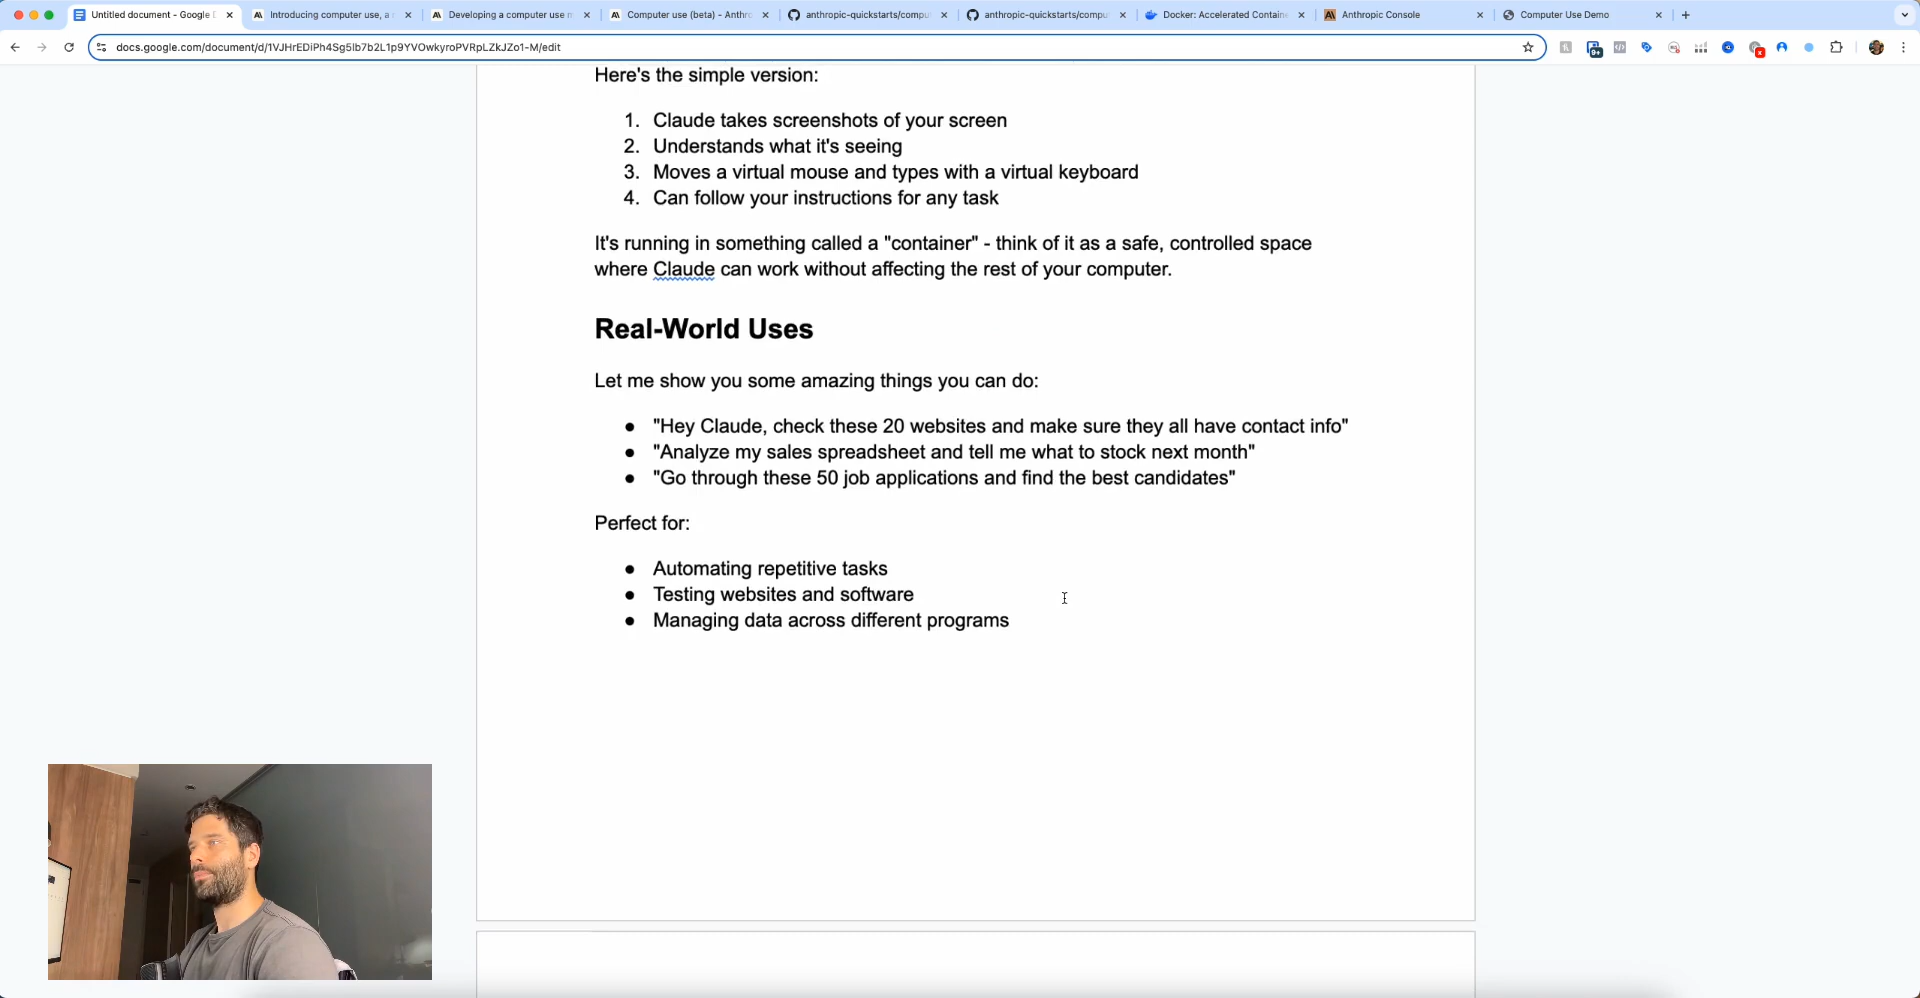 Untitled document - Google
Introducing computer use, a
Developing a computer use m
Computer use (beta) - Anthro
anthropic-quickstarts/compu
anthropic-quickstarts/compu
Docker: Accelerated Containe
Anthropic Console
Computer Use Demo
docs.google.com/document/d/1VJHrEDiPh4Sg5lb7b2L1p9YVOwkyroPVRpLZkJZo1-M/edit
Here's the simple version:
1. Claude takes screenshots of your screen
2. Understands what it's seeing
3. Moves a virtual mouse and types with a virtual keyboard
4. Can follow your instructions for any task
It's running in something called a "container" - think of it as a safe, controlled space
where Claude can work without affecting the rest of your computer.
Real-World Uses
Let me show you some amazing things you can do:
● "Hey Claude, check these 20 websites and make sure they all have contact info"
● "Analyze my sales spreadsheet and tell me what to stock next month"
● "Go through these 50 job applications and find the best candidates"
Perfect for:
● Automating repetitive tasks
● Testing websites and software
● Managing data across different programs